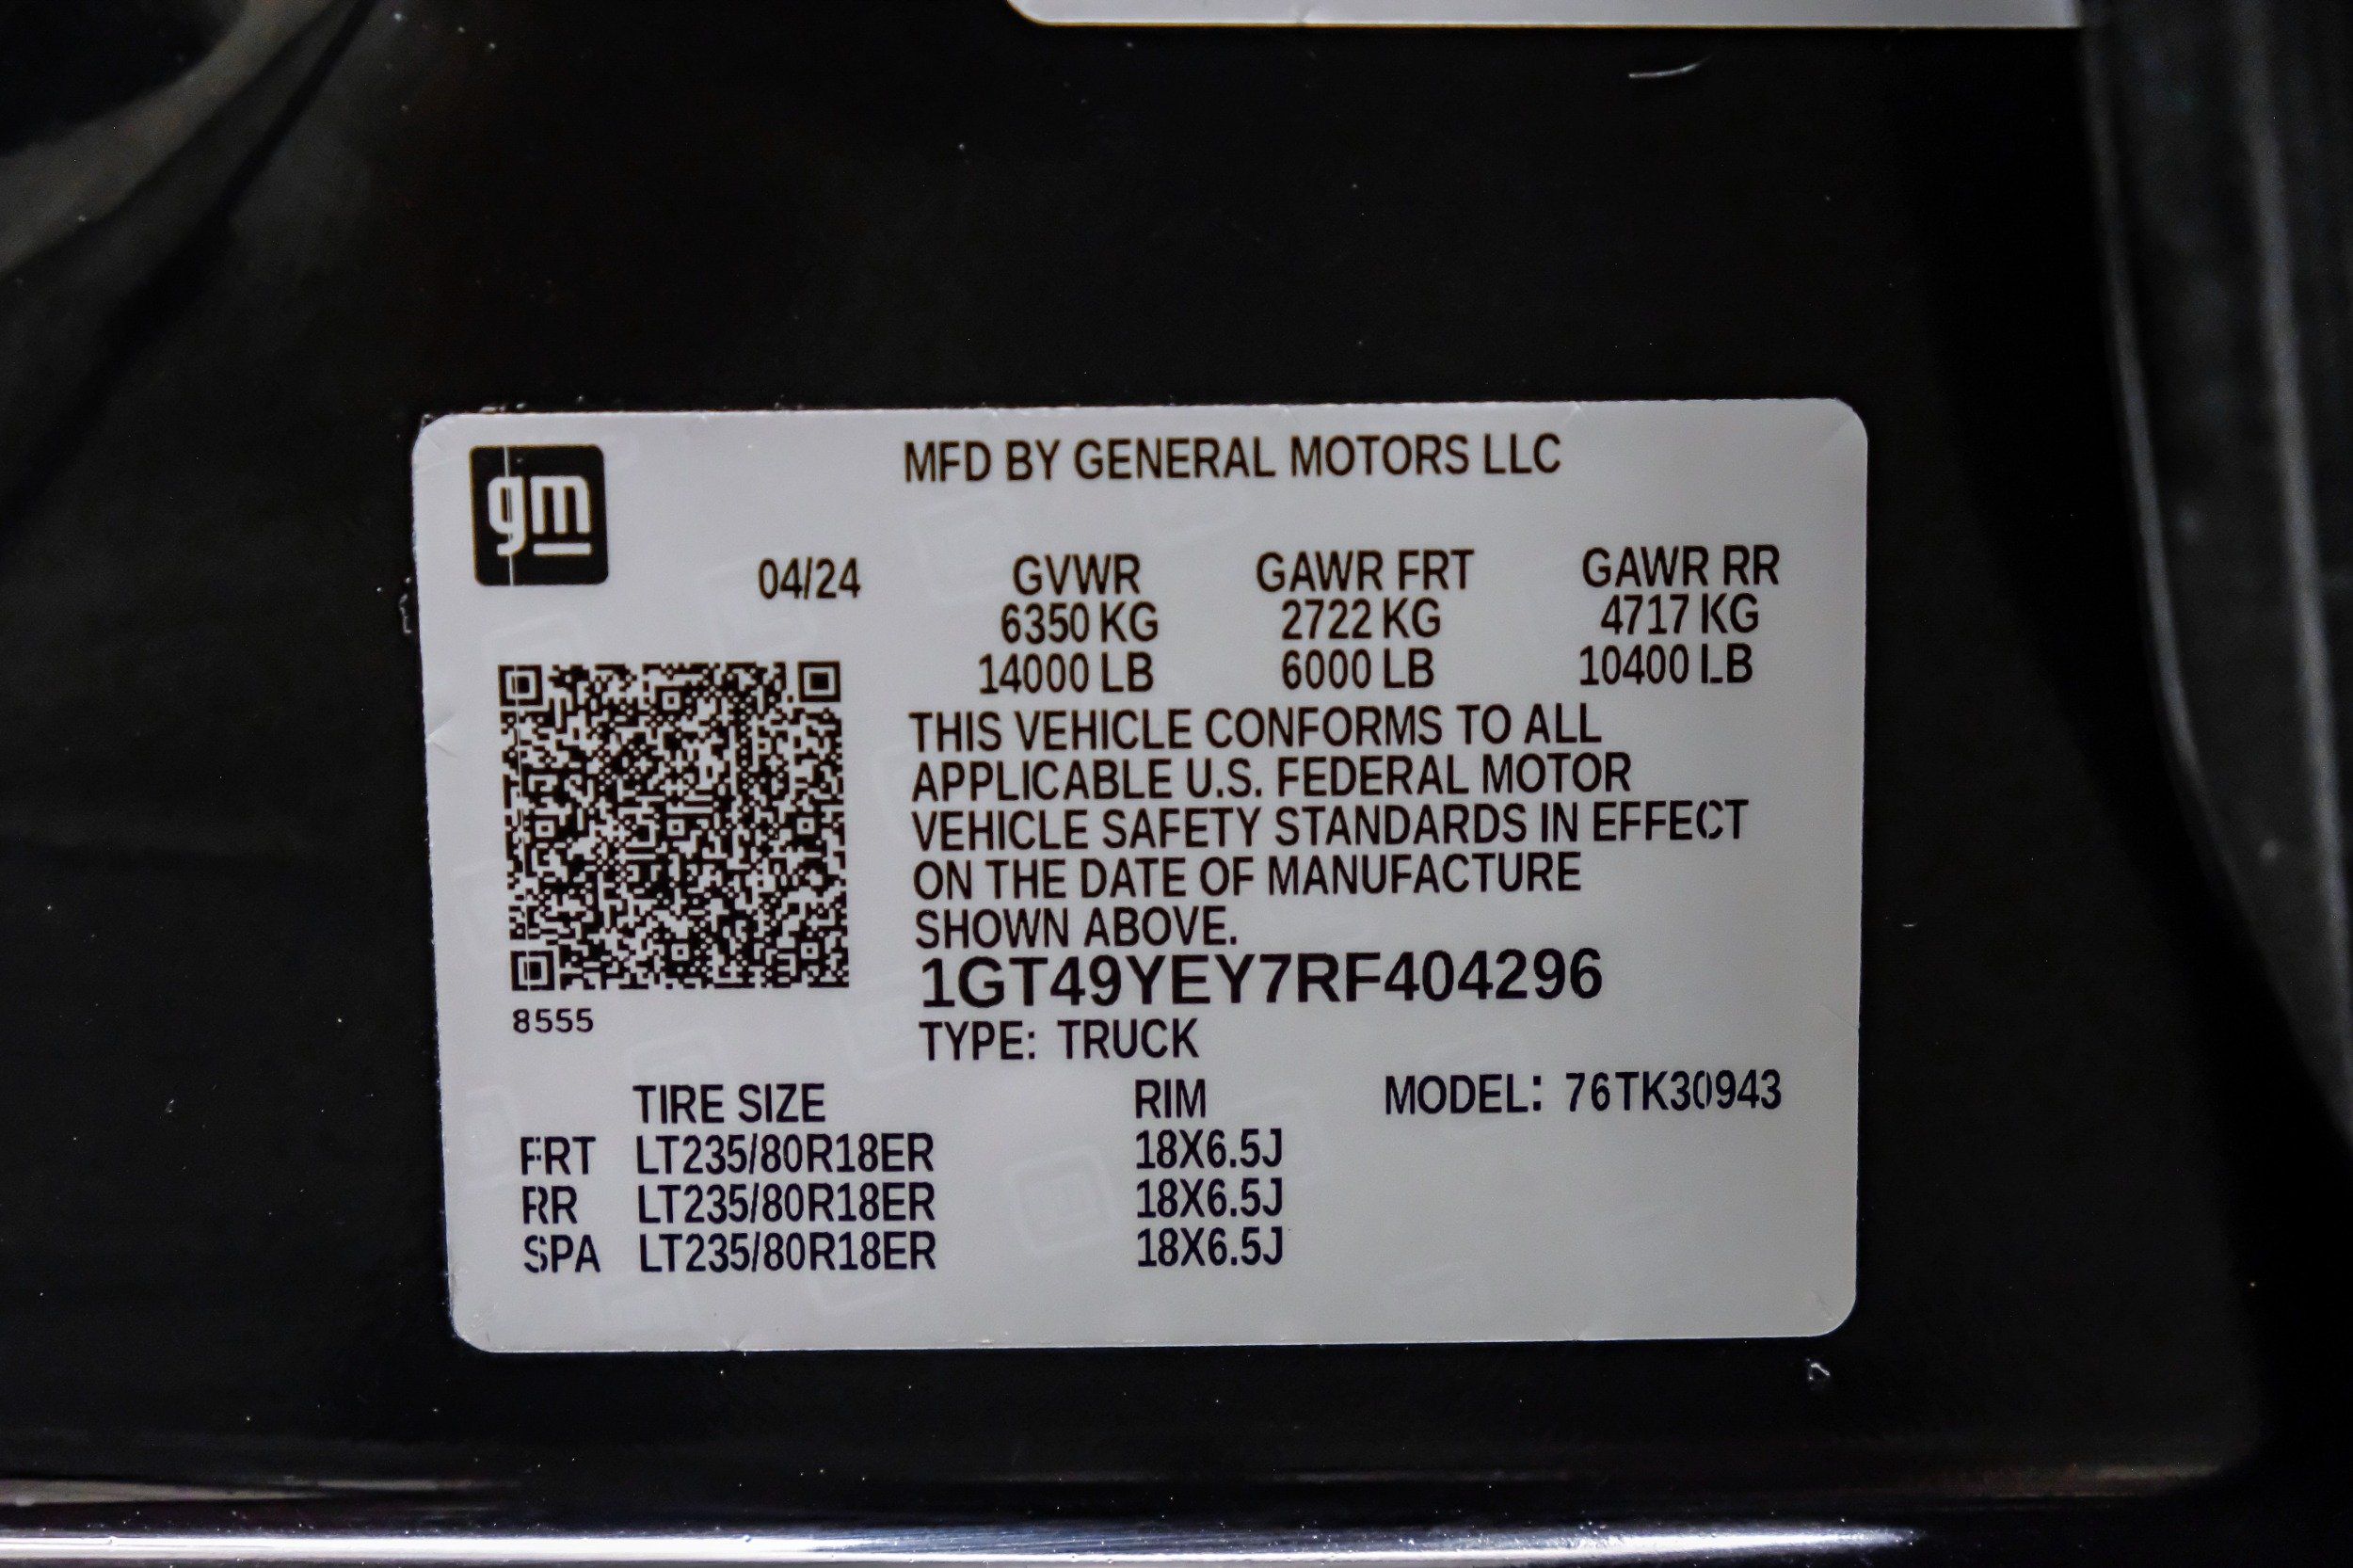 gm
MFD BY GENERAL MOTORS LLC
04/24 GVWR GAWR FRT GAWR RR
6350 KG 2722 KG 4717 KG
14000 LB 6000 LB 10400 LB
THIS VEHICLE CONFORMS TO ALL
APPLICABLE U.S. FEDERAL MOTOR
VEHICLE SAFETY STANDARDS IN EFFECT
ON THE DATE OF MANUFACTURE
SHOWN ABOVE.
1GT49YEY7RF404296
8555
TYPE: TRUCK
TIRE SIZE RIM MODEL: 76TK30943
FRT LT235/80R18ER 18X6.5J
RR LT235/80R18ER 18X6.5J
SPA LT235/80R18ER 18X6.5J